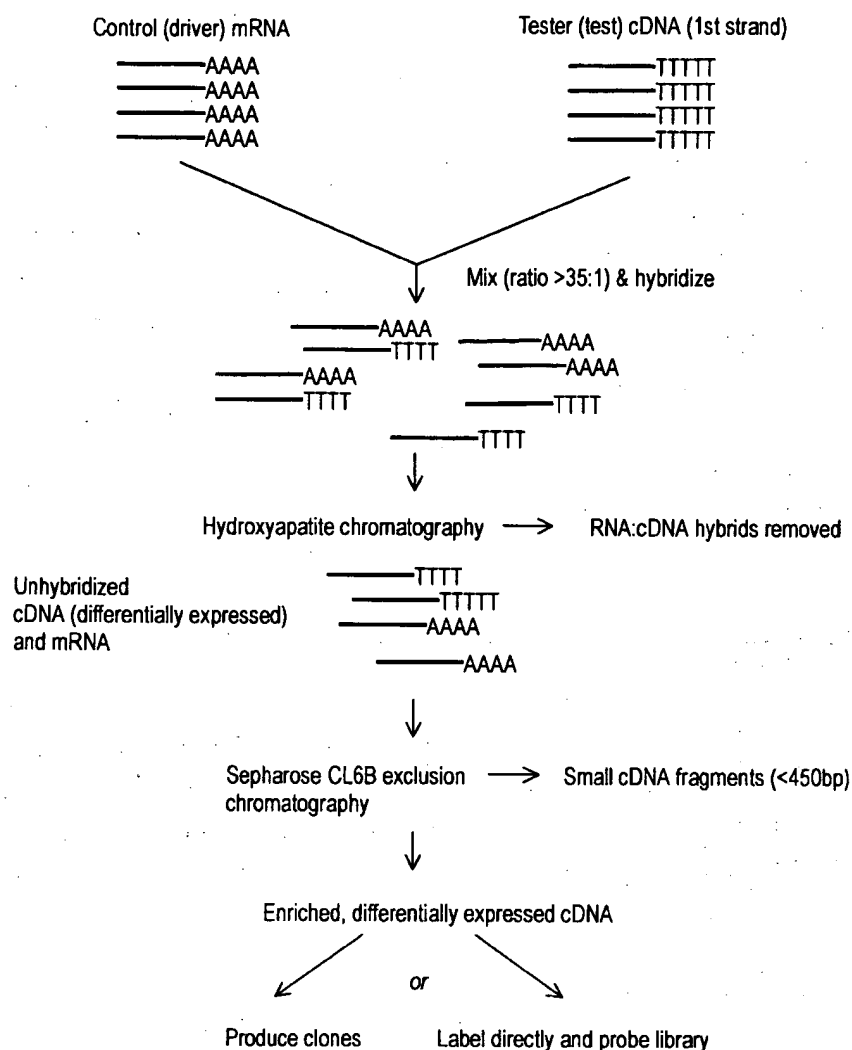 Control (driver) mRNA
Tester (test) cDNA (1st strand)
AAAA
AAAA
AAAA
AAAA
TTTTT
TTTTT
TTTTT
TTTTT
Mix (ratio >35:1) & hybridize
AAAA
TTTT
AAAA
TTTT
AAAA
AAAA
TTTT
TTTT
Hydroxyapatite chromatography
RNA:cDNA hybrids removed
Unhybridized
cDNA (differentially expressed)
and mRNA
TTTT
TTTTT
AAAA
AAAA
Sepharose CL6B exclusion
chromatography
Small cDNA fragments (<450bp)
Enriched, differentially expressed cDNA
or
Produce clones
Label directly and probe library